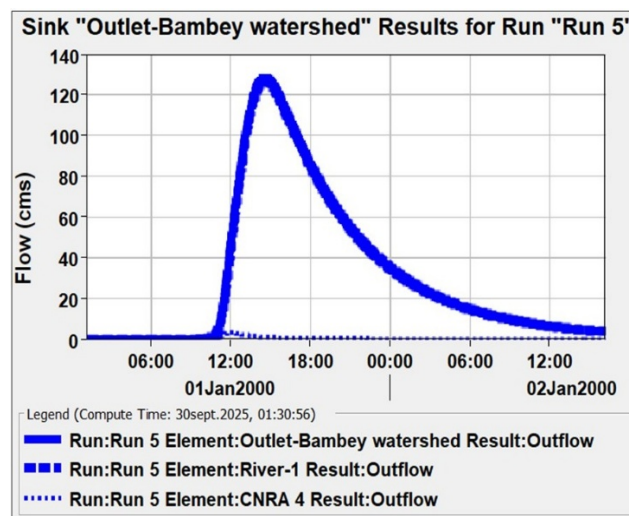 Sink "Outlet-Bambey watershed" Results for Run "Run 5"
140
120
100
80
60
40
20
0
Flow (cms)
06:00 12:00 18:00 00:00 06:00 12:00
01Jan2000 02Jan2000
Legend (Compute Time: 30sept.2025, 01:30:56)
Run:Run 5 Element:Outlet-Bambey watershed Result:Outflow
Run:Run 5 Element:River-1 Result:Outflow
Run:Run 5 Element:CNRA 4 Result:Outflow